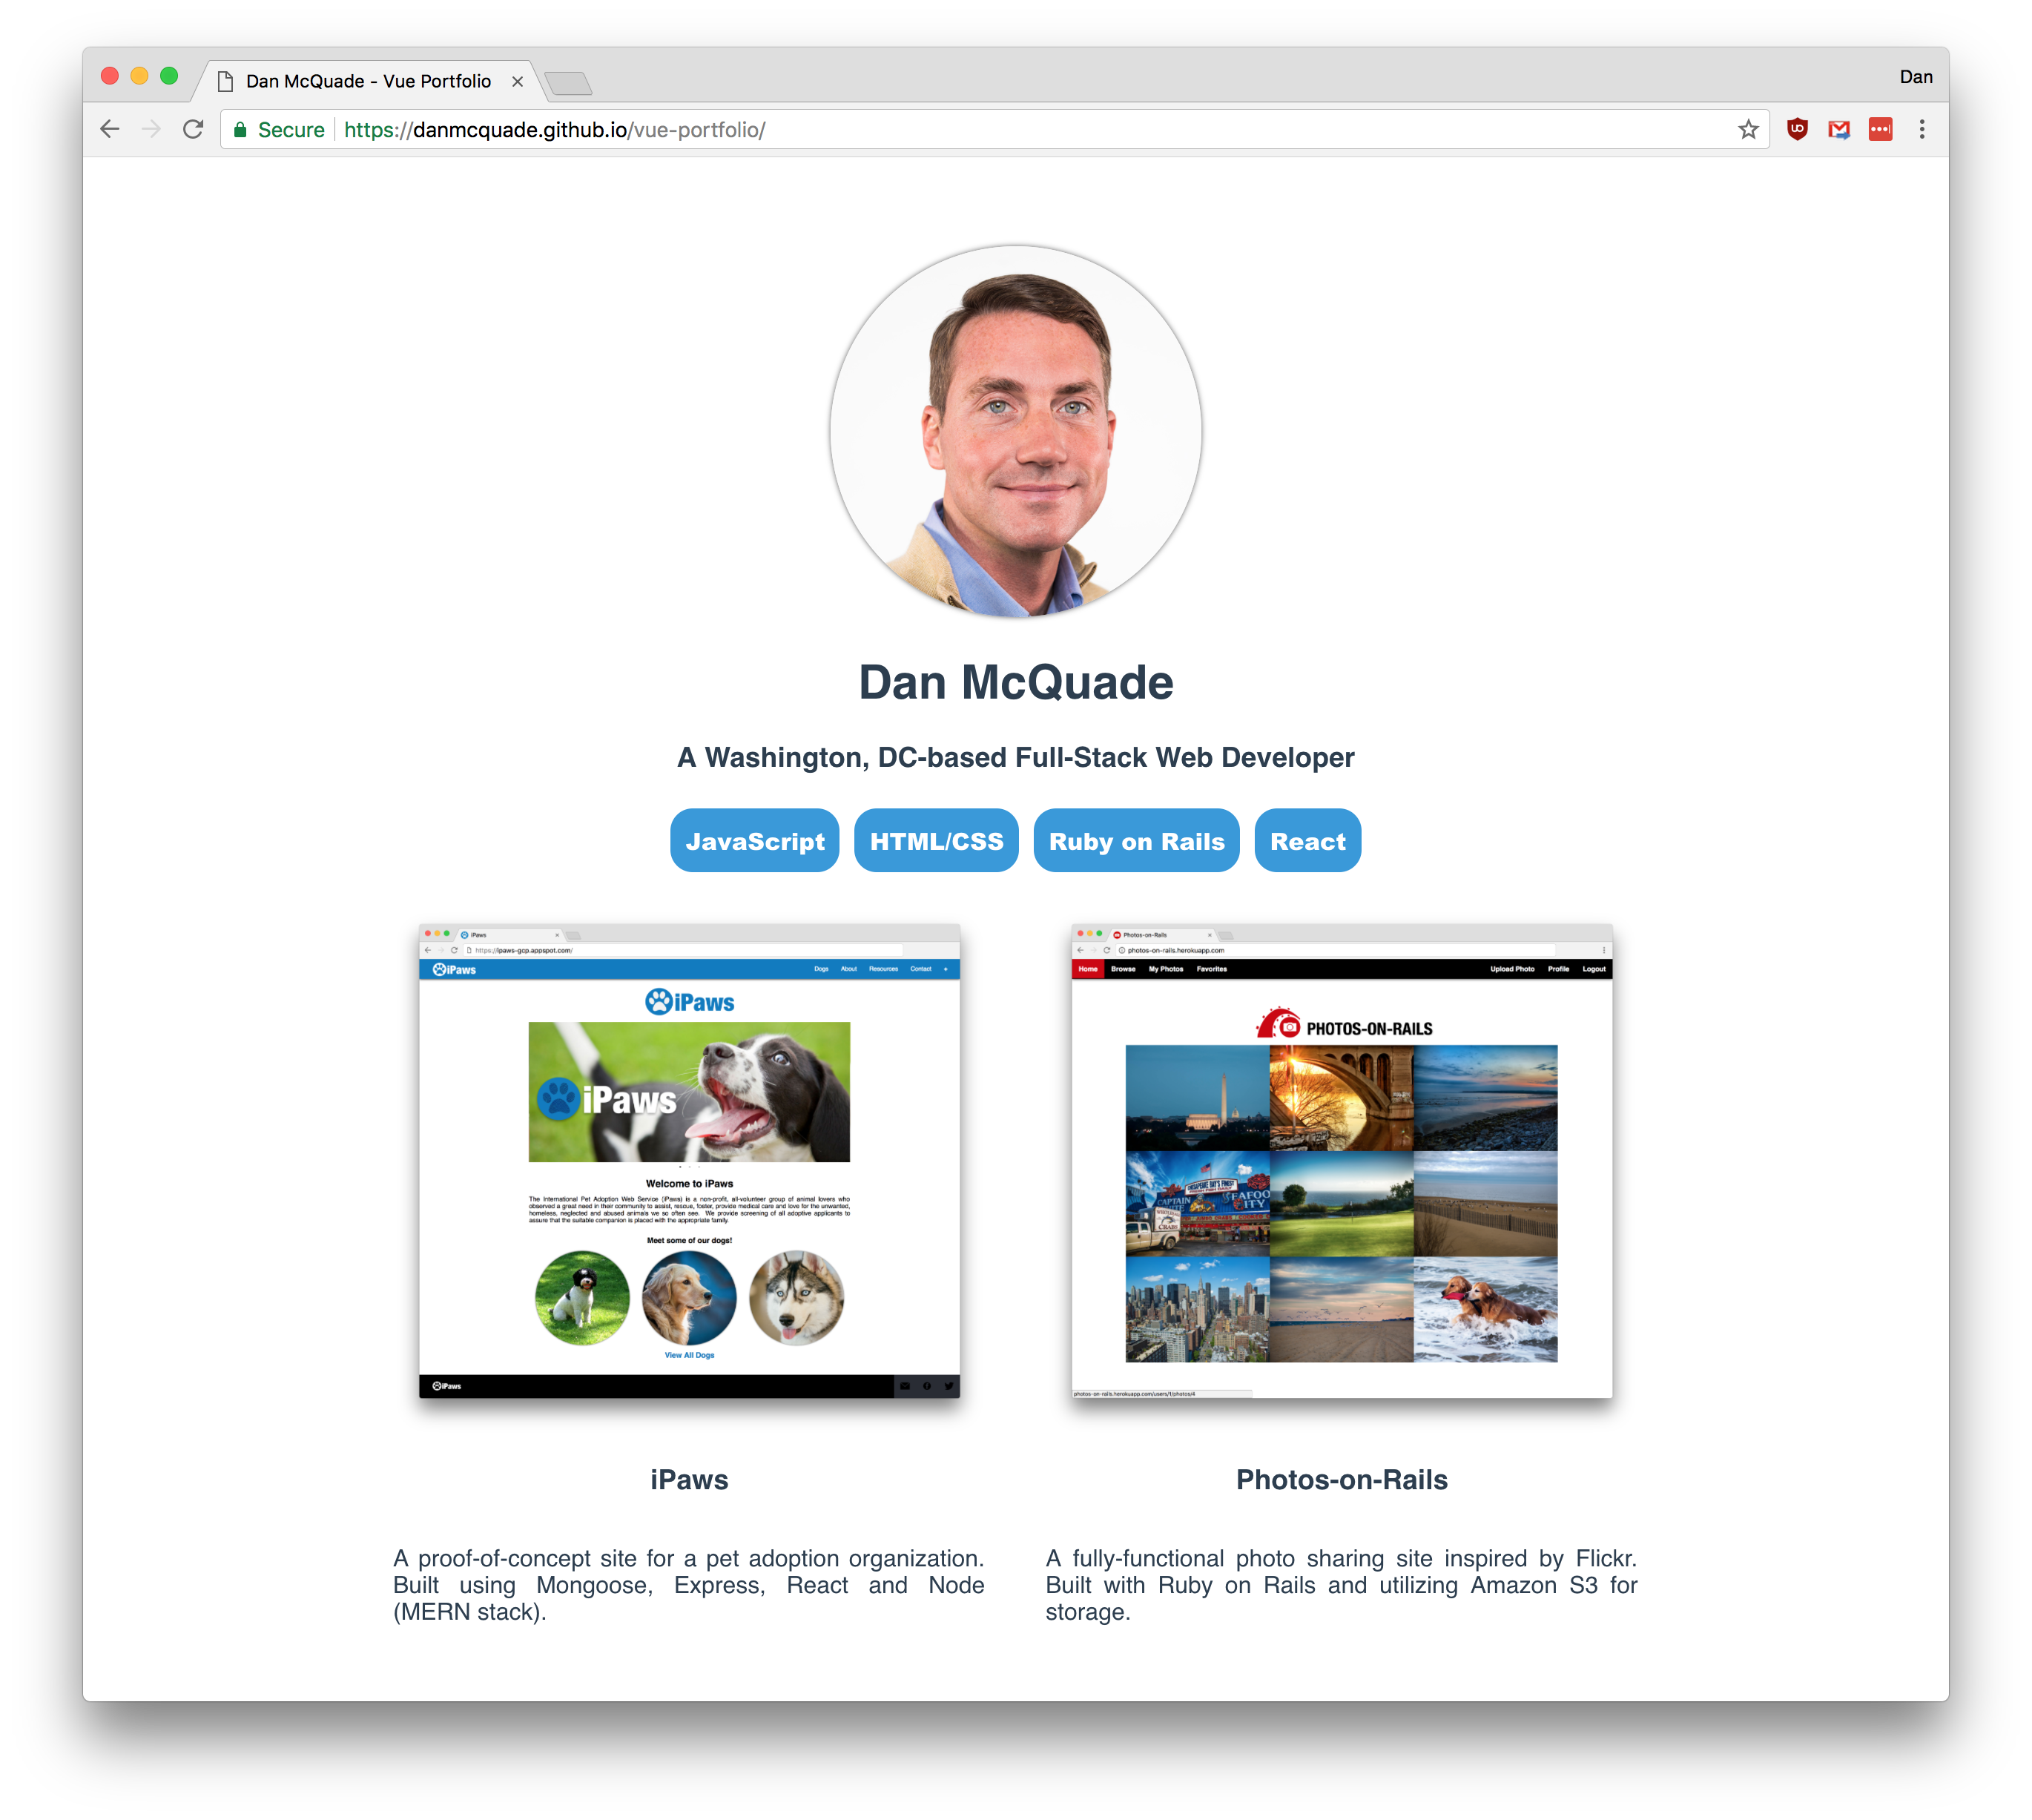 Dan McQuade - Vue Portfolio
Dan
Secure https://danmcquade.github.io/vue-portfolio/
Dan McQuade
A Washington, DC-based Full-Stack Web Developer
JavaScript HTML/CSS Ruby on Rails React
iPaws
https://ipaws-gcp.appspot.com/
iPaws Dogs About Resources Contact
iPaws
iPaws
Welcome to iPaws
The International Pet Adoption Web Service (iPaws) is a non-profit, all-volunteer group of animal lovers who
observed a great need in their community to assist, rescue, foster, provide medical care and love for the unwanted,
homeless, neglected and abused animals we so often see. We provide screening of all adoptive applicants to
assure that the suitable companion is placed with the appropriate family.
Meet some of our dogs!
View All Dogs
iPaws
Photos-on-Rails
photos-on-rails.herokuapp.com
Home Browse My Photos Favorites Upload Photo Profile Logout
PHOTOS-ON-RAILS
CHESAPEAKE BAY'S FINEST
CAPTAIN SEAFOOD
CITY
CRABS
photos-on-rails.herokuapp.com/users/1/photos/4
iPaws
A proof-of-concept site for a pet adoption organization.
Built using Mongoose, Express, React and Node
(MERN stack).
Photos-on-Rails
A fully-functional photo sharing site inspired by Flickr.
Built with Ruby on Rails and utilizing Amazon S3 for
storage.